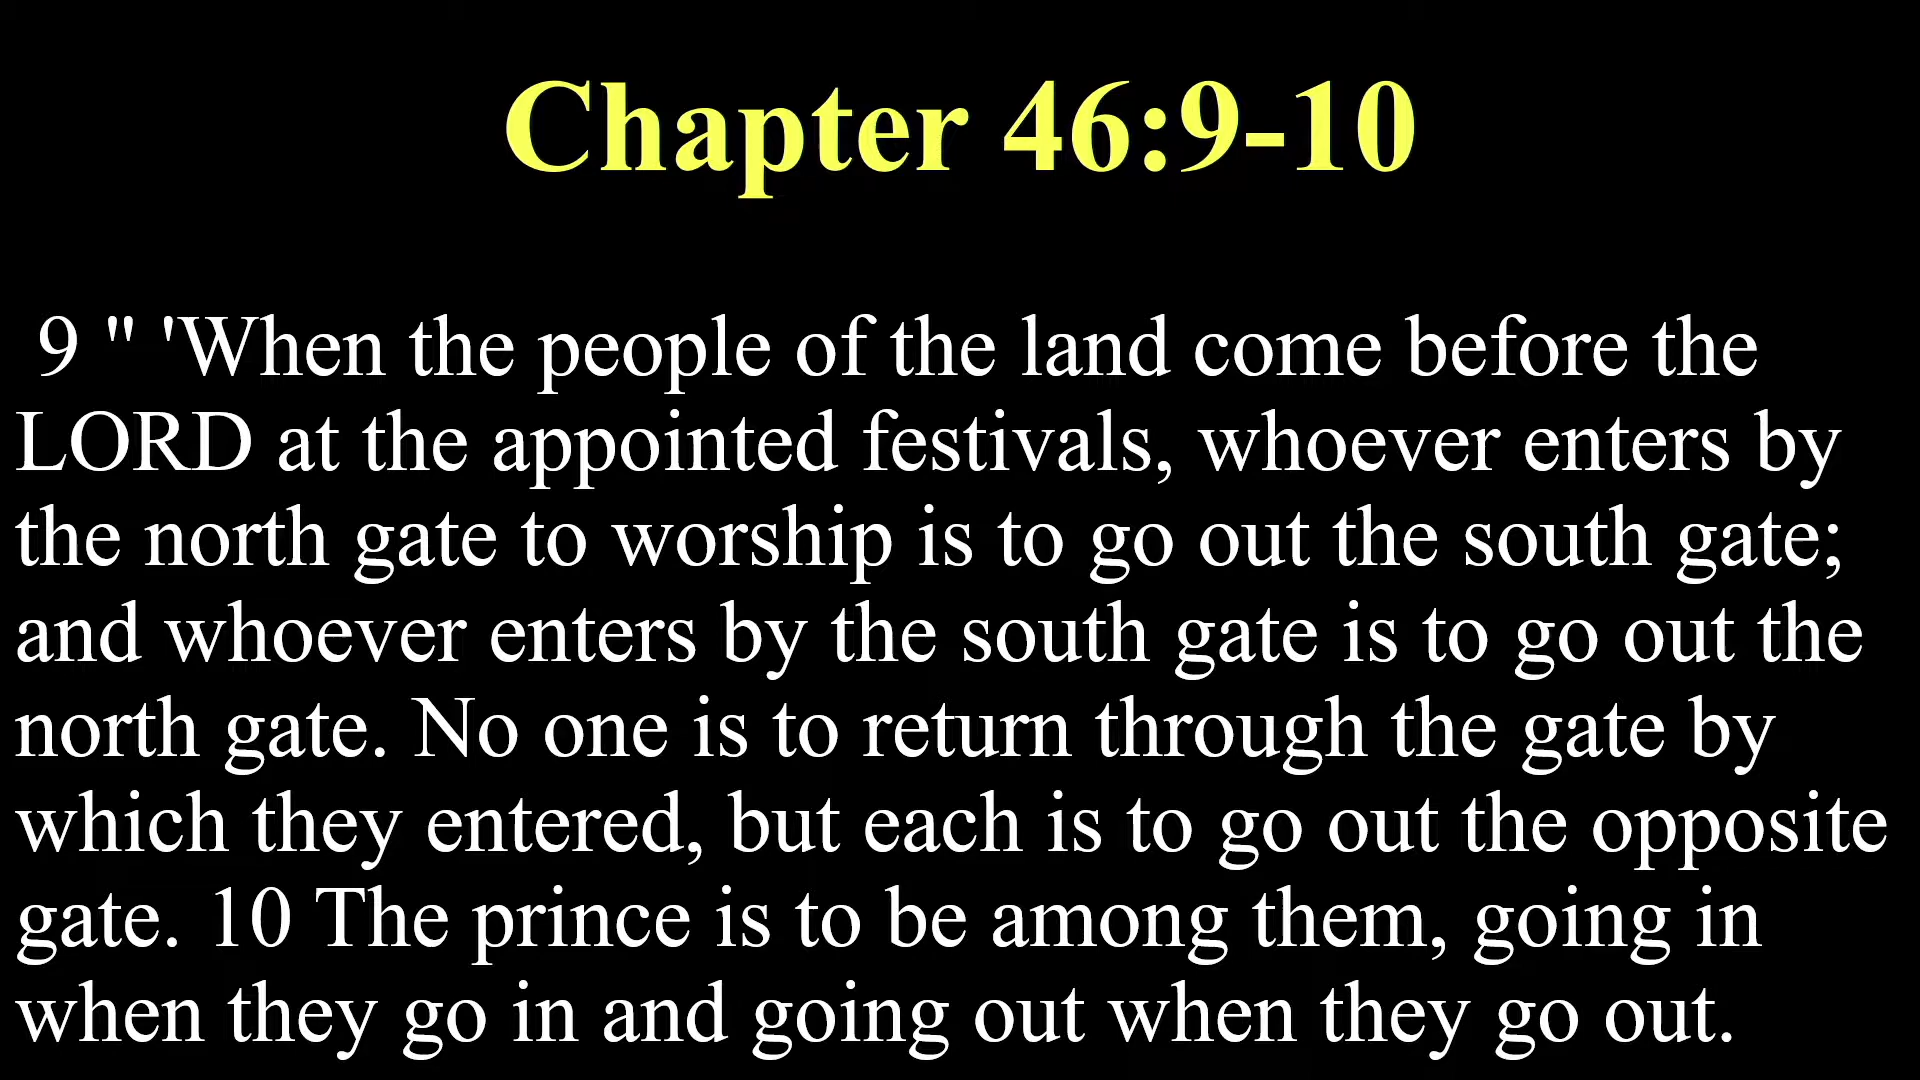 Chapter 46:9-10
9 " 'When the people of the land come before the
LORD at the appointed festivals, whoever enters by
the north gate to worship is to go out the south gate;
and whoever enters by the south gate is to go out the
north gate. No one is to return through the gate by
which they entered, but each is to go out the opposite
gate. 10 The prince is to be among them, going in
when they go in and going out when they go out.